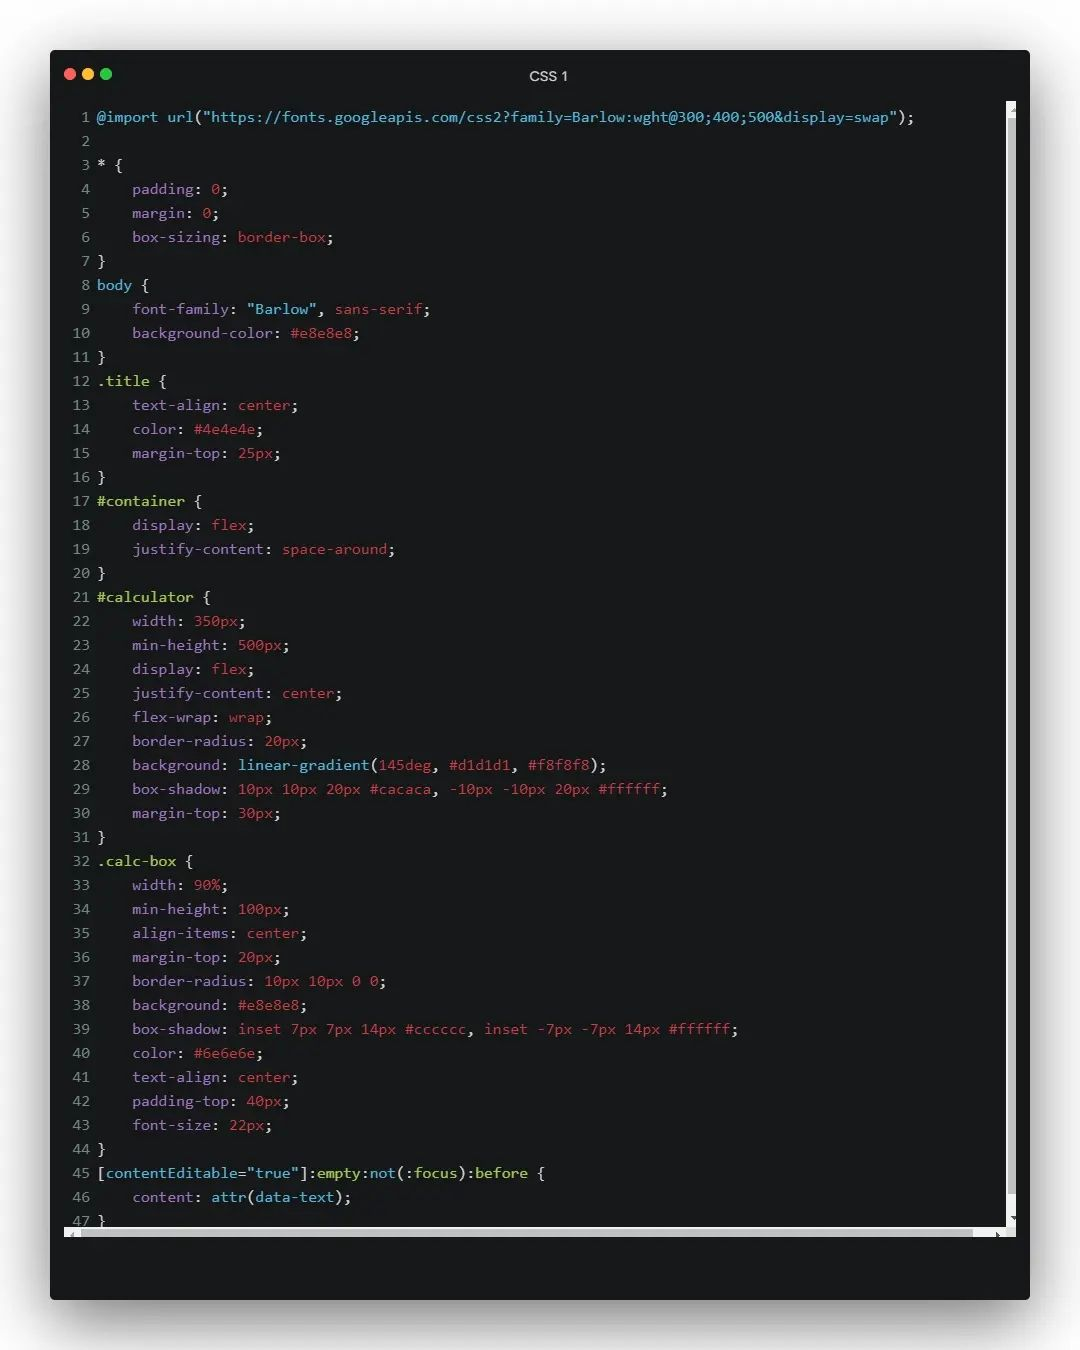 CSS 1
1 @import url("https://fonts.googleapis.com/css2?family=Barlow:wght@300;400;500&display=swap");
2
3 * {
4     padding: 0;
5     margin: 0;
6     box-sizing: border-box;
7 }
8 body {
9     font-family: "Barlow", sans-serif;
10     background-color: #e8e8e8;
11 }
12 .title {
13     text-align: center;
14     color: #4e4e4e;
15     margin-top: 25px;
16 }
17 #container {
18     display: flex;
19     justify-content: space-around;
20 }
21 #calculator {
22     width: 350px;
23     min-height: 500px;
24     display: flex;
25     justify-content: center;
26     flex-wrap: wrap;
27     border-radius: 20px;
28     background: linear-gradient(145deg, #d1d1d1, #f8f8f8);
29     box-shadow: 10px 10px 20px #cacaca, -10px -10px 20px #ffffff;
30     margin-top: 30px;
31 }
32 .calc-box {
33     width: 90%;
34     min-height: 100px;
35     align-items: center;
36     margin-top: 20px;
37     border-radius: 10px 10px 0 0;
38     background: #e8e8e8;
39     box-shadow: inset 7px 7px 14px #cccccc, inset -7px -7px 14px #ffffff;
40     color: #6e6e6e;
41     text-align: center;
42     padding-top: 40px;
43     font-size: 22px;
44 }
45 [contentEditable="true"]:empty:not(:focus):before {
46     content: attr(data-text);
47 }